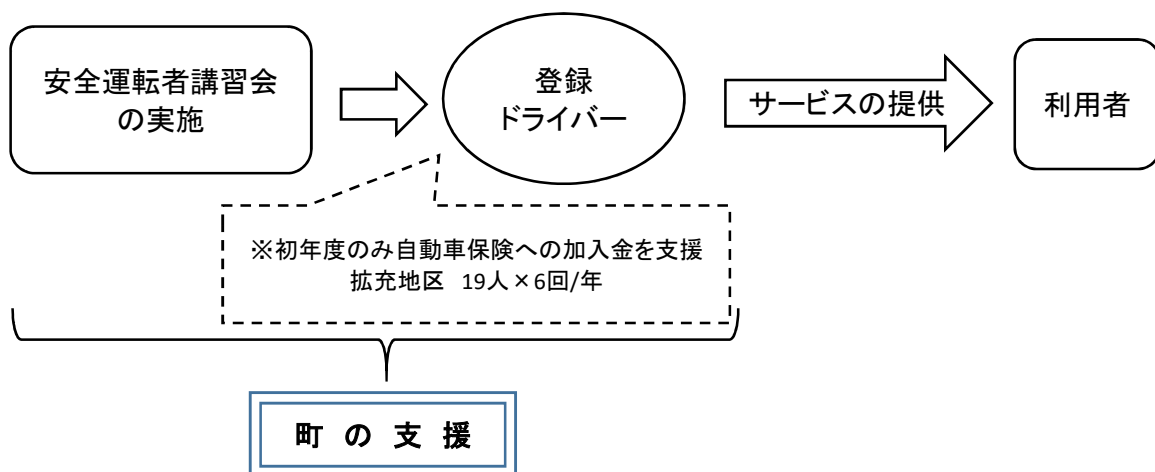 安全運転者講習会
の実施
登録
ドライバー
サービスの提供
利用者
※初年度のみ自動車保険への加入金を支援
拡充地区 19人×6回/年
町の支援